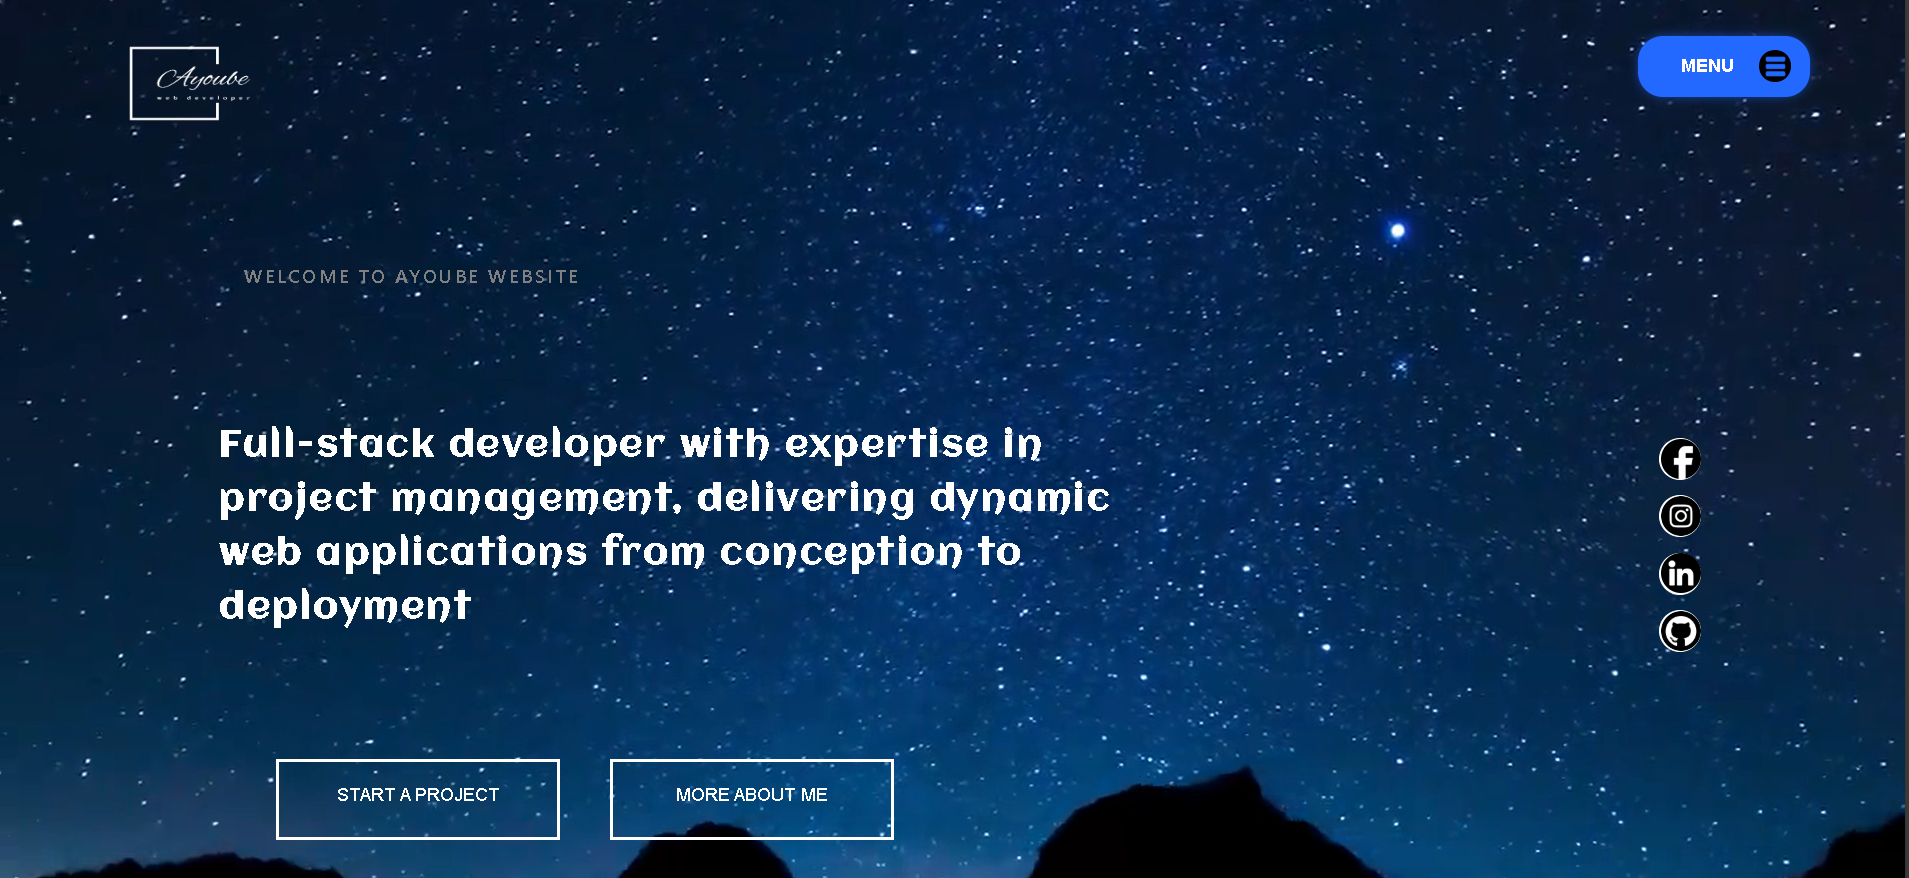 Ayoube
web developer
MENU
WELCOME TO AYOUBE WEBSITE
Full-stack developer with expertise in
project management, delivering dynamic
web applications from conception to
deployment
START A PROJECT
MORE ABOUT ME